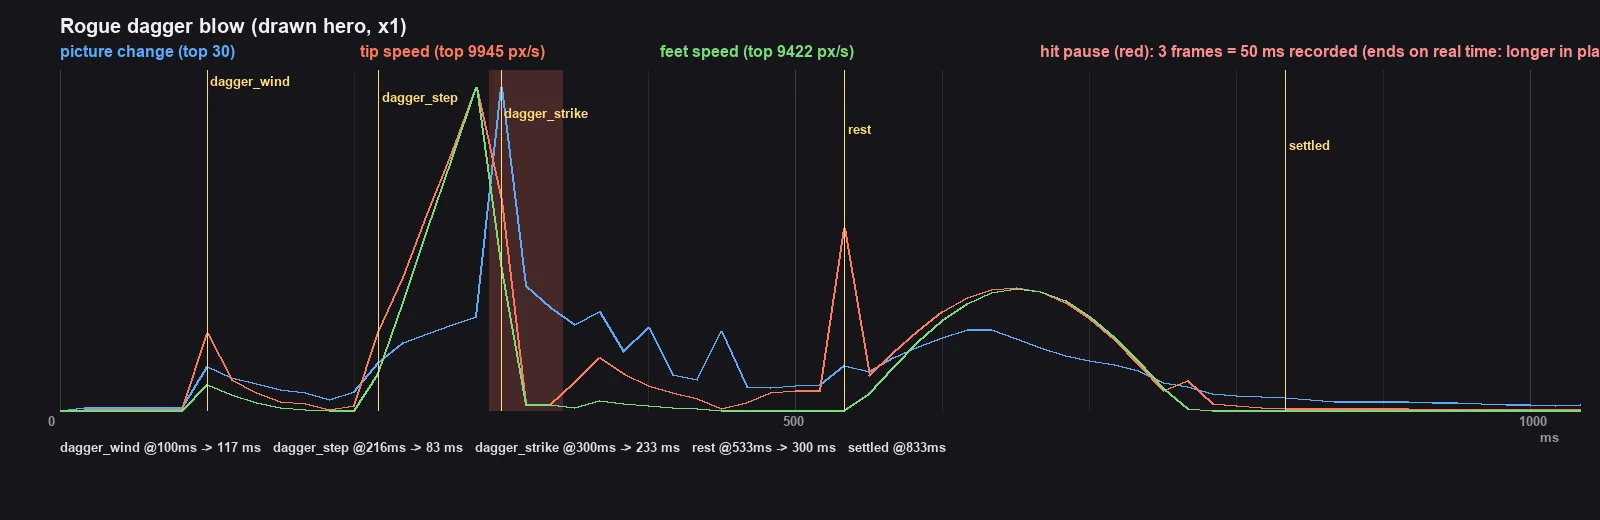 Rogue dagger blow (drawn hero, x1)
picture change (top 30) tip speed (top 9945 px/s) feet speed (top 9422 px/s) hit pause (red): 3 frames = 50 ms recorded (ends on real time: longer in pla
dagger_wind
dagger_step
dagger_strike
rest
settled
0 500 1000
ms
dagger_wind @100ms -> 117 ms dagger_step @216ms -> 83 ms dagger_strike @300ms -> 233 ms rest @533ms -> 300 ms settled @833ms